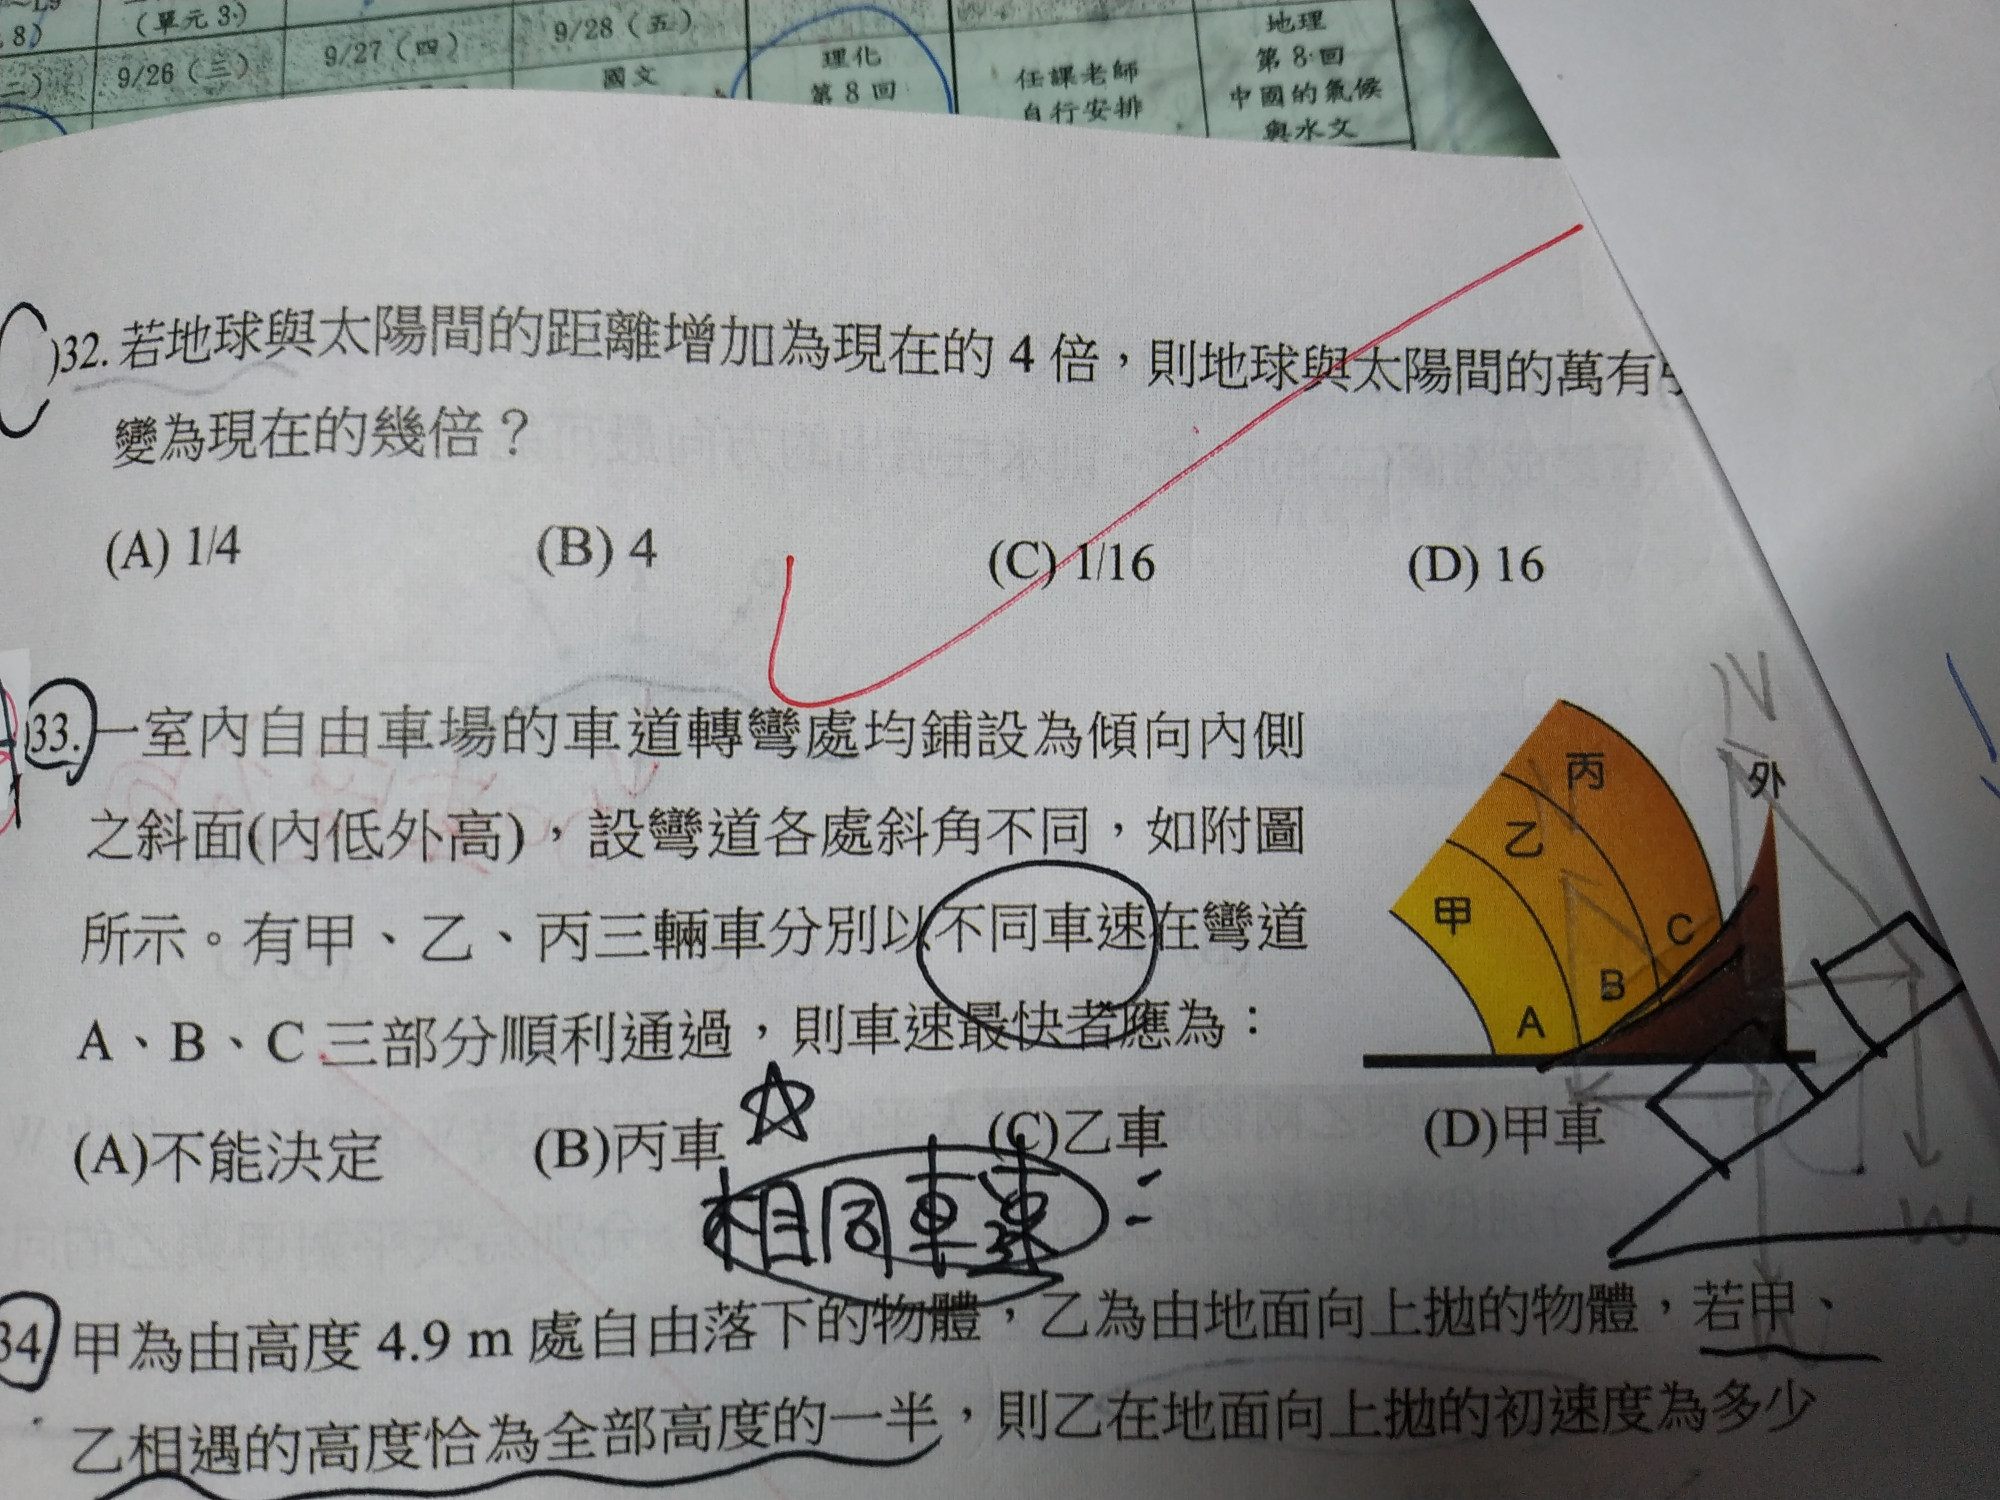 (單元3.)
8)
9/26(三)
9/27(四)
9/28(五)
二)
國文
理化
第8回
任課老師
自行安排
地理
第8回
中國的氣候
與水文
)32.若地球與太陽間的距離增加為現在的 4 倍，則地球與太陽間的萬有
變為現在的幾倍？
(A) 1/4 (B) 4 (C) 1/16 (D) 16
33.一室內自由車場的車道轉彎處均鋪設為傾向內側
之斜面(內低外高)，設彎道各處斜角不同，如附圖
所示。有甲、乙、丙三輛車分別以不同車速在彎道
A、B、C 三部分順利通過，則車速最快者應為：
(A)不能決定 (B)丙車 (C)乙車 (D)甲車
丙
乙
甲
外
C
B
A
N
W
☆
相同車速
34 甲為由高度 4.9 m 處自由落下的物體，乙為由地面向上拋的物體，若甲、
乙相遇的高度恰為全部高度的一半，則乙在地面向上拋的初速度為多少